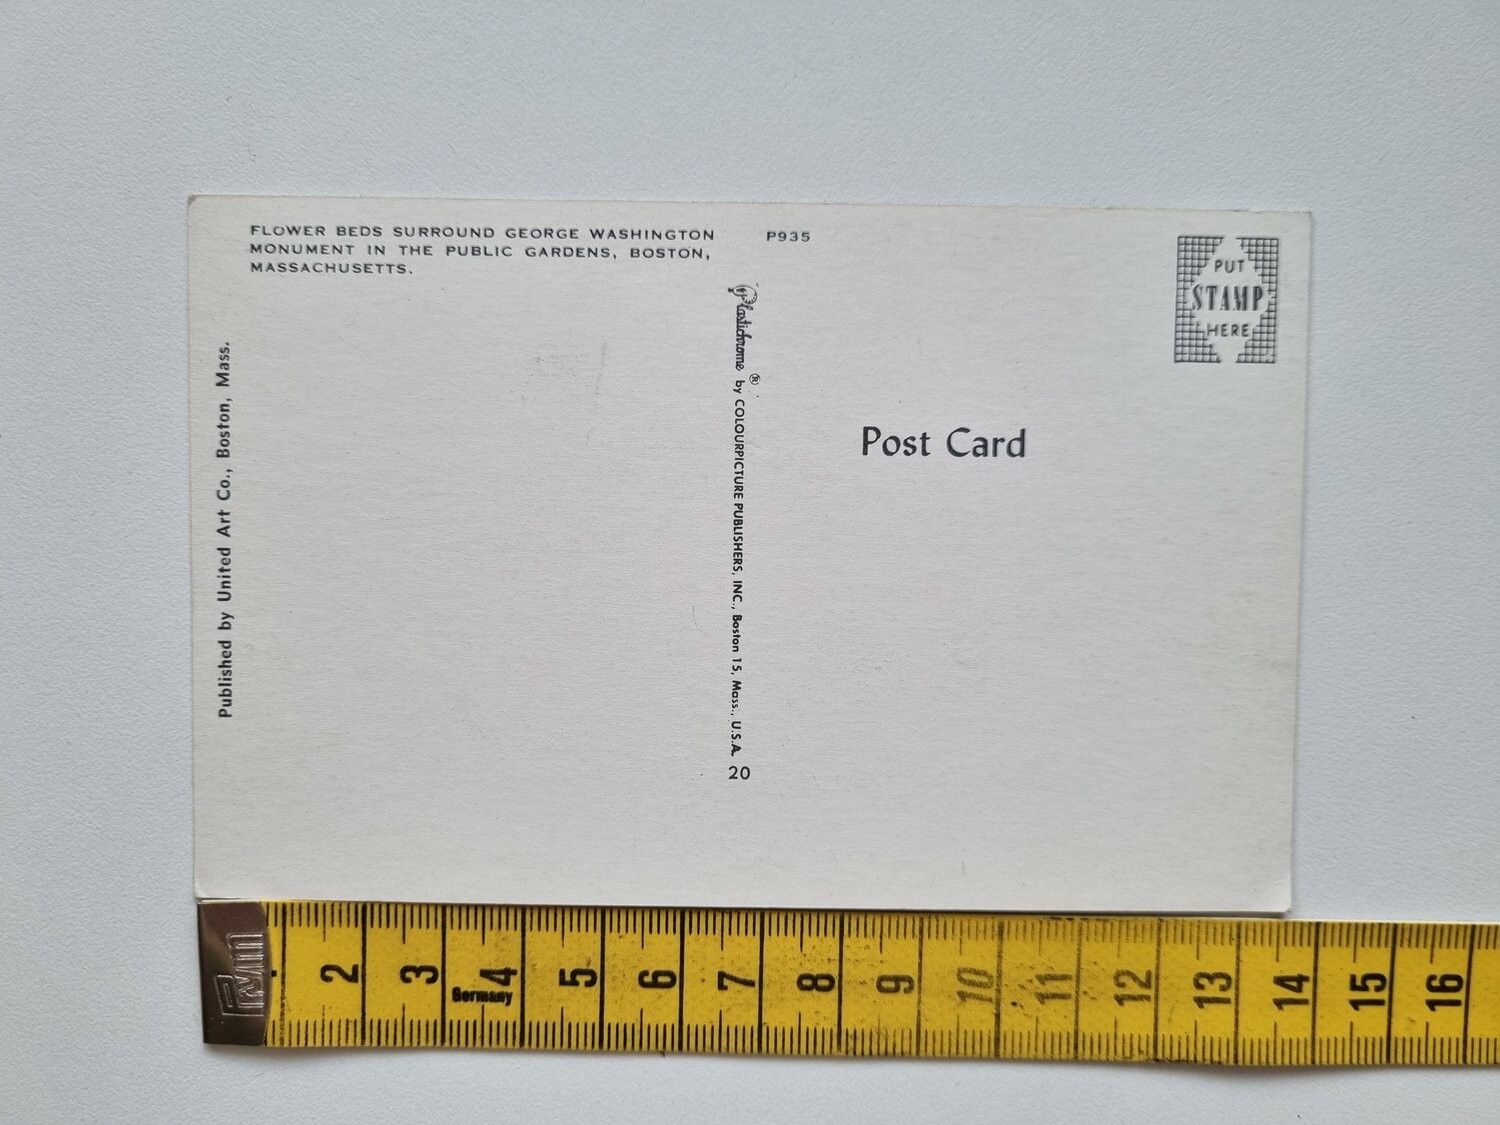 FLOWER BEDS SURROUND GEORGE WASHINGTON
MONUMENT IN THE PUBLIC GARDENS, BOSTON,
MASSACHUSETTS.
P935
PUT
STAMP
HERE
Published by United Art Co., Boston, Mass.
Plastichrome ® by COLOURPICTURE PUBLISHERS, INC., Boston 15, Mass., U.S.A.
20
Post Card
Prym
2 3 4 5 6 7 8 9 10 11 12 13 14 15 16
Germany